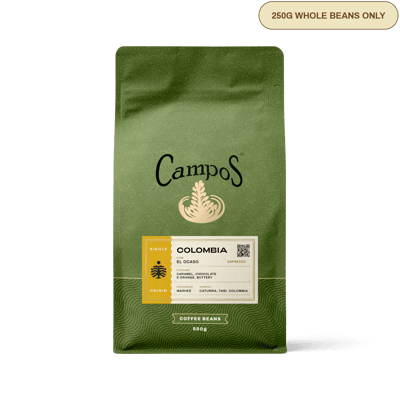 250G WHOLE BEANS ONLY
CampoS
SINGLE
COLOMBIA
EL OCASO
ESPRESSO
CARAMEL, CHOCOLATE
& ORANGE, BUTTERY
ORIGIN
WASHED
CATURRA, TABI, COLOMBIA
COFFEE BEANS
500g